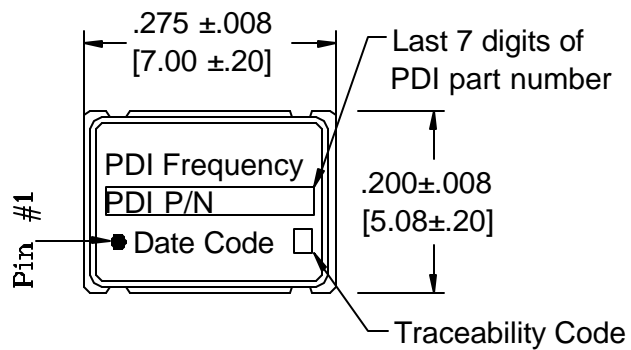 .275 ±.008
[7.00 ±.20]
Last 7 digits of
PDI part number
PDI Frequency
PDI P/N
Date Code
Pin #1
.200±.008
[5.08±.20]
Traceability Code